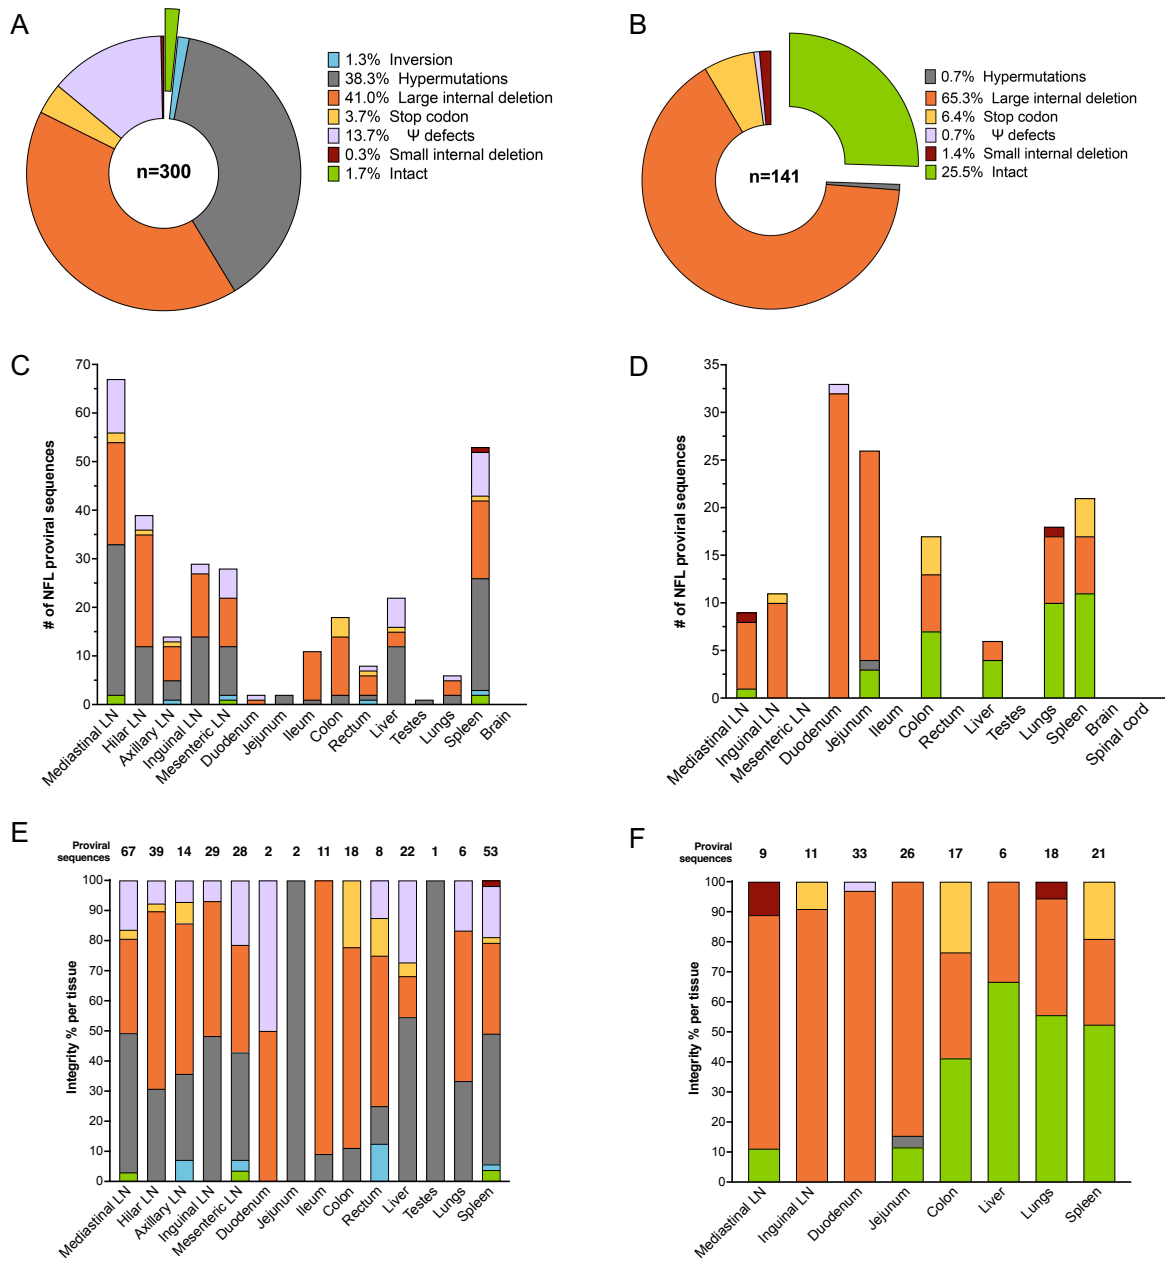 A
n=300
1.3% Inversion
38.3% Hypermutations
41.0% Large internal deletion
3.7% Stop codon
13.7% Ψ defects
0.3% Small internal deletion
1.7% Intact
B
n=141
0.7% Hypermutations
65.3% Large internal deletion
6.4% Stop codon
0.7% Ψ defects
1.4% Small internal deletion
25.5% Intact
C
# of NFL proviral sequences
70
60
50
40
30
20
10
0
Mediastinal LN
Hilar LN
Axillary LN
Inguinal LN
Mesenteric LN
Duodenum
Jejunum
Ileum
Colon
Rectum
Liver
Testes
Lungs
Spleen
Brain
D
# of NFL proviral sequences
35
30
25
20
15
10
5
0
Mediastinal LN
Inguinal LN
Mesenteric LN
Duodenum
Jejunum
Ileum
Colon
Rectum
Liver
Testes
Lungs
Spleen
Brain
Spinal cord
E
Proviral
sequences
67 39 14 29 28 2 2 11 18 8 22 1 6 53
Integrity % per tissue
100
90
80
70
60
50
40
30
20
10
0
Mediastinal LN
Hilar LN
Axillary LN
Inguinal LN
Mesenteric LN
Duodenum
Jejunum
Ileum
Colon
Rectum
Liver
Testes
Lungs
Spleen
F
Proviral
sequences
9 11 33 26 17 6 18 21
Integrity % per tissue
100
90
80
70
60
50
40
30
20
10
0
Mediastinal LN
Inguinal LN
Duodenum
Jejunum
Colon
Liver
Lungs
Spleen